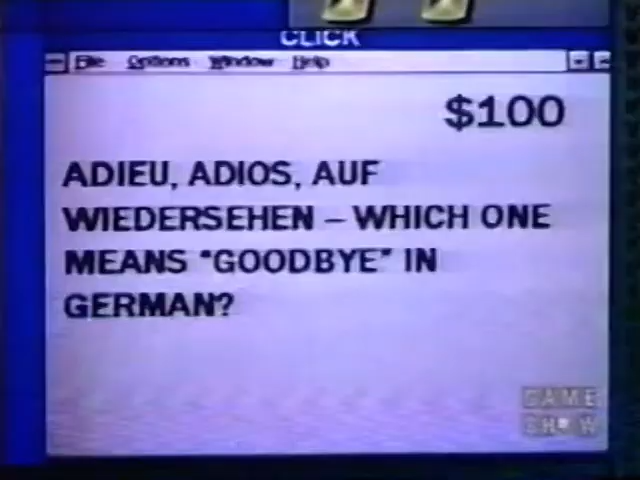 CLICK
File Options Window Help
$100
ADIEU, ADIOS, AUF
WIEDERSEHEN – WHICH ONE
MEANS "GOODBYE" IN
GERMAN?
GAME
SHOW